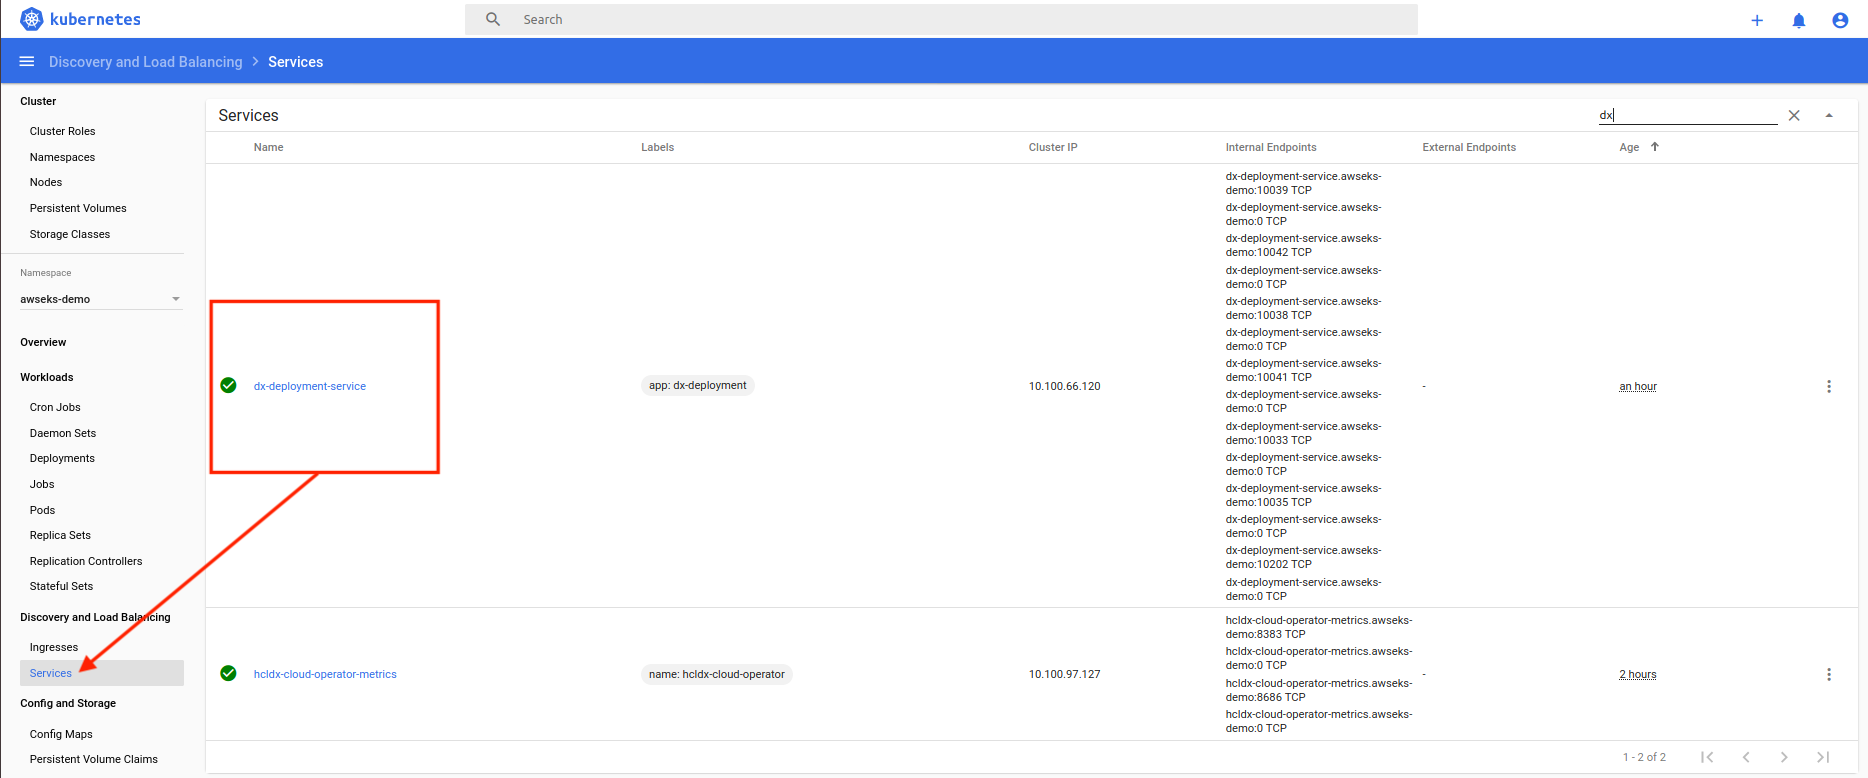 kubernetes
Search
Discovery and Load Balancing > Services
Cluster
Cluster Roles
Namespaces
Nodes
Persistent Volumes
Storage Classes
Namespace
awseks-demo
Overview
Workloads
Cron Jobs
Daemon Sets
Deployments
Jobs
Pods
Replica Sets
Replication Controllers
Stateful Sets
Discovery and Load Balancing
Ingresses
Services
Config and Storage
Config Maps
Persistent Volume Claims
Services
dx
Name Labels Cluster IP Internal Endpoints External Endpoints Age
dx-deployment-service
app: dx-deployment
10.100.66.120
dx-deployment-service.awseks-
demo:10039 TCP
dx-deployment-service.awseks-
demo:0 TCP
dx-deployment-service.awseks-
demo:10042 TCP
dx-deployment-service.awseks-
demo:0 TCP
dx-deployment-service.awseks-
demo:10038 TCP
dx-deployment-service.awseks-
demo:0 TCP
dx-deployment-service.awseks-
demo:10041 TCP
dx-deployment-service.awseks-
demo:0 TCP
dx-deployment-service.awseks-
demo:10033 TCP
dx-deployment-service.awseks-
demo:0 TCP
dx-deployment-service.awseks-
demo:10035 TCP
dx-deployment-service.awseks-
demo:0 TCP
dx-deployment-service.awseks-
demo:10202 TCP
dx-deployment-service.awseks-
demo:0 TCP
-
an hour
hcldx-cloud-operator-metrics
name: hcldx-cloud-operator
10.100.97.127
hcldx-cloud-operator-metrics.awseks-
demo:8383 TCP
hcldx-cloud-operator-metrics.awseks-
demo:0 TCP
hcldx-cloud-operator-metrics.awseks-
demo:8686 TCP
hcldx-cloud-operator-metrics.awseks-
demo:0 TCP
-
2 hours
1 - 2 of 2